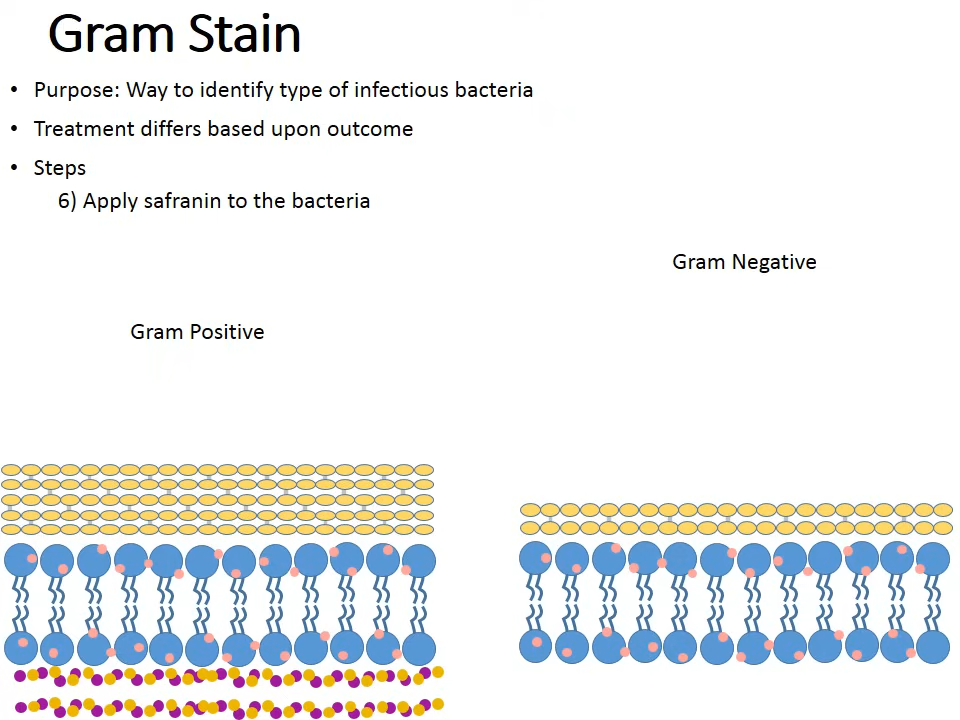 Gram Stain
• Purpose: Way to identify type of infectious bacteria
• Treatment differs based upon outcome
• Steps
6) Apply safranin to the bacteria
Gram Negative
Gram Positive